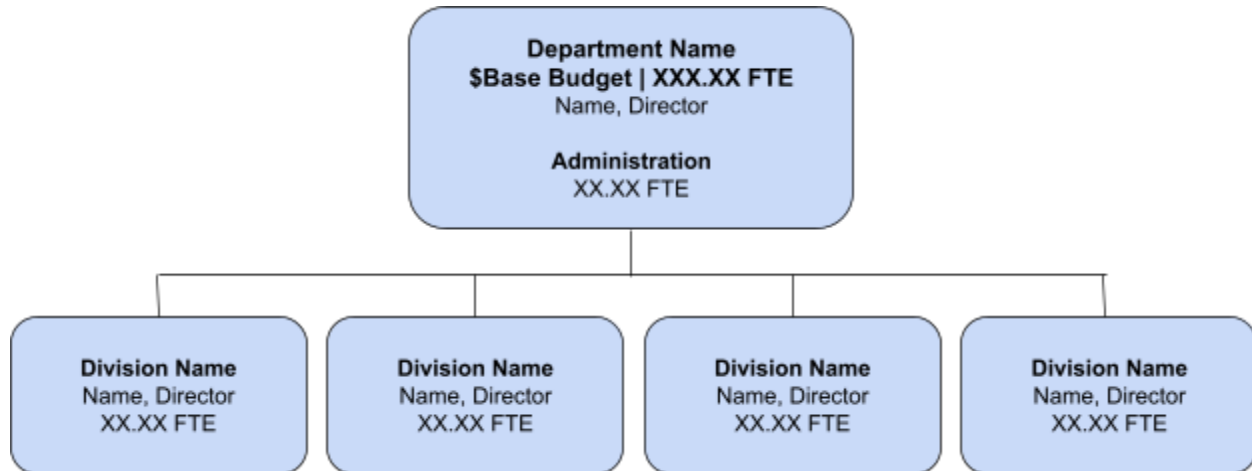 Department Name
$Base Budget | XXX.XX FTE
Name, Director
Administration
XX.XX FTE
Division Name
Name, Director
XX.XX FTE
Division Name
Name, Director
XX.XX FTE
Division Name
Name, Director
XX.XX FTE
Division Name
Name, Director
XX.XX FTE